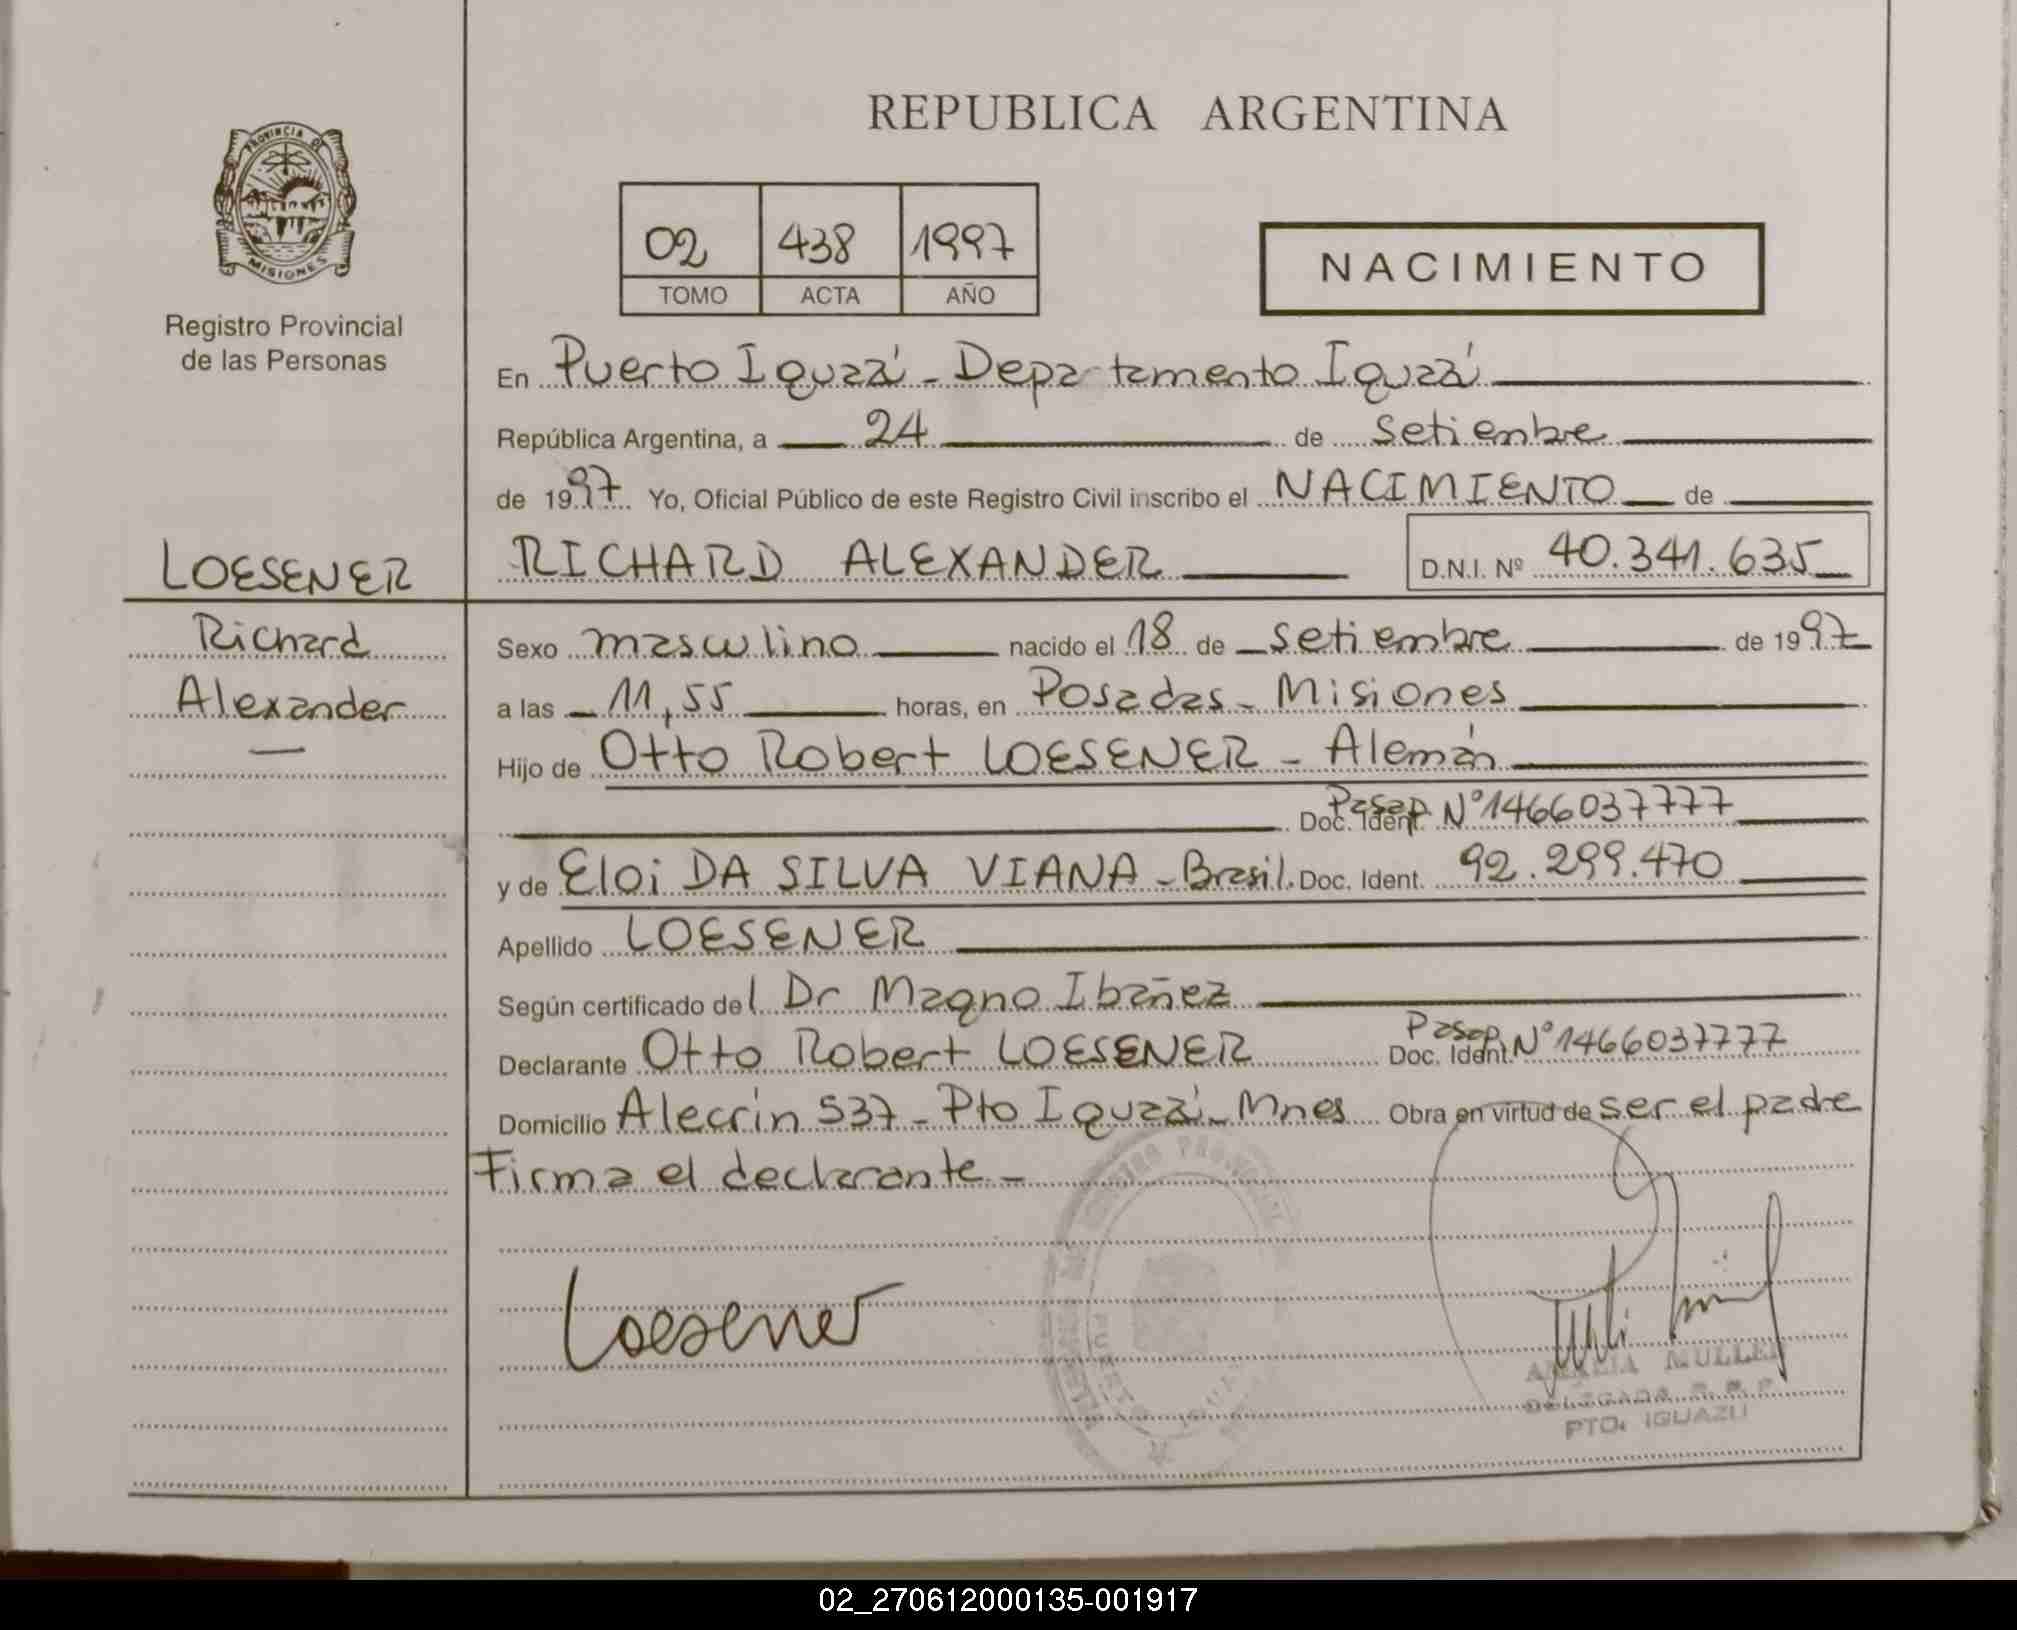 REPUBLICA ARGENTINA
PROVINCIA DE
MISIONES
Registro Provincial
de las Personas
02 438 1997
TOMO ACTA AÑO
NACIMIENTO
En Puerto Iguazú - Departamento Iguazú
República Argentina, a 24 de Setiembre
de 1997 Yo, Oficial Público de este Registro Civil inscribo el NACIMIENTO de
LOESENER
RICHARD ALEXANDER D.N.I. Nº 40.341.635
Richard
Alexander
Sexo masculino nacido el 18 de Setiembre de 1997
a las 11,55 horas, en Posadas - Misiones
Hijo de Otto Robert LOESENER - Alemán
Doc. Ident. Pasap. Nº 1466037777
y de Eloi DA SILVA VIANA - Brasil. Doc. Ident. 92.299.470
Apellido LOESENER
Según certificado del Dr Magno Ibañez
Declarante Otto Robert LOESENER Doc. Ident. Pasap. Nº 1466037777
Domicilio Alecrín 537 - Pto Iguazú - Mnes Obra en virtud de ser el padre
Firma el declarante -
Loesener
MULLER
DELEGADA R. P. P.
PTO. IGUAZU
02_270612000135-001917